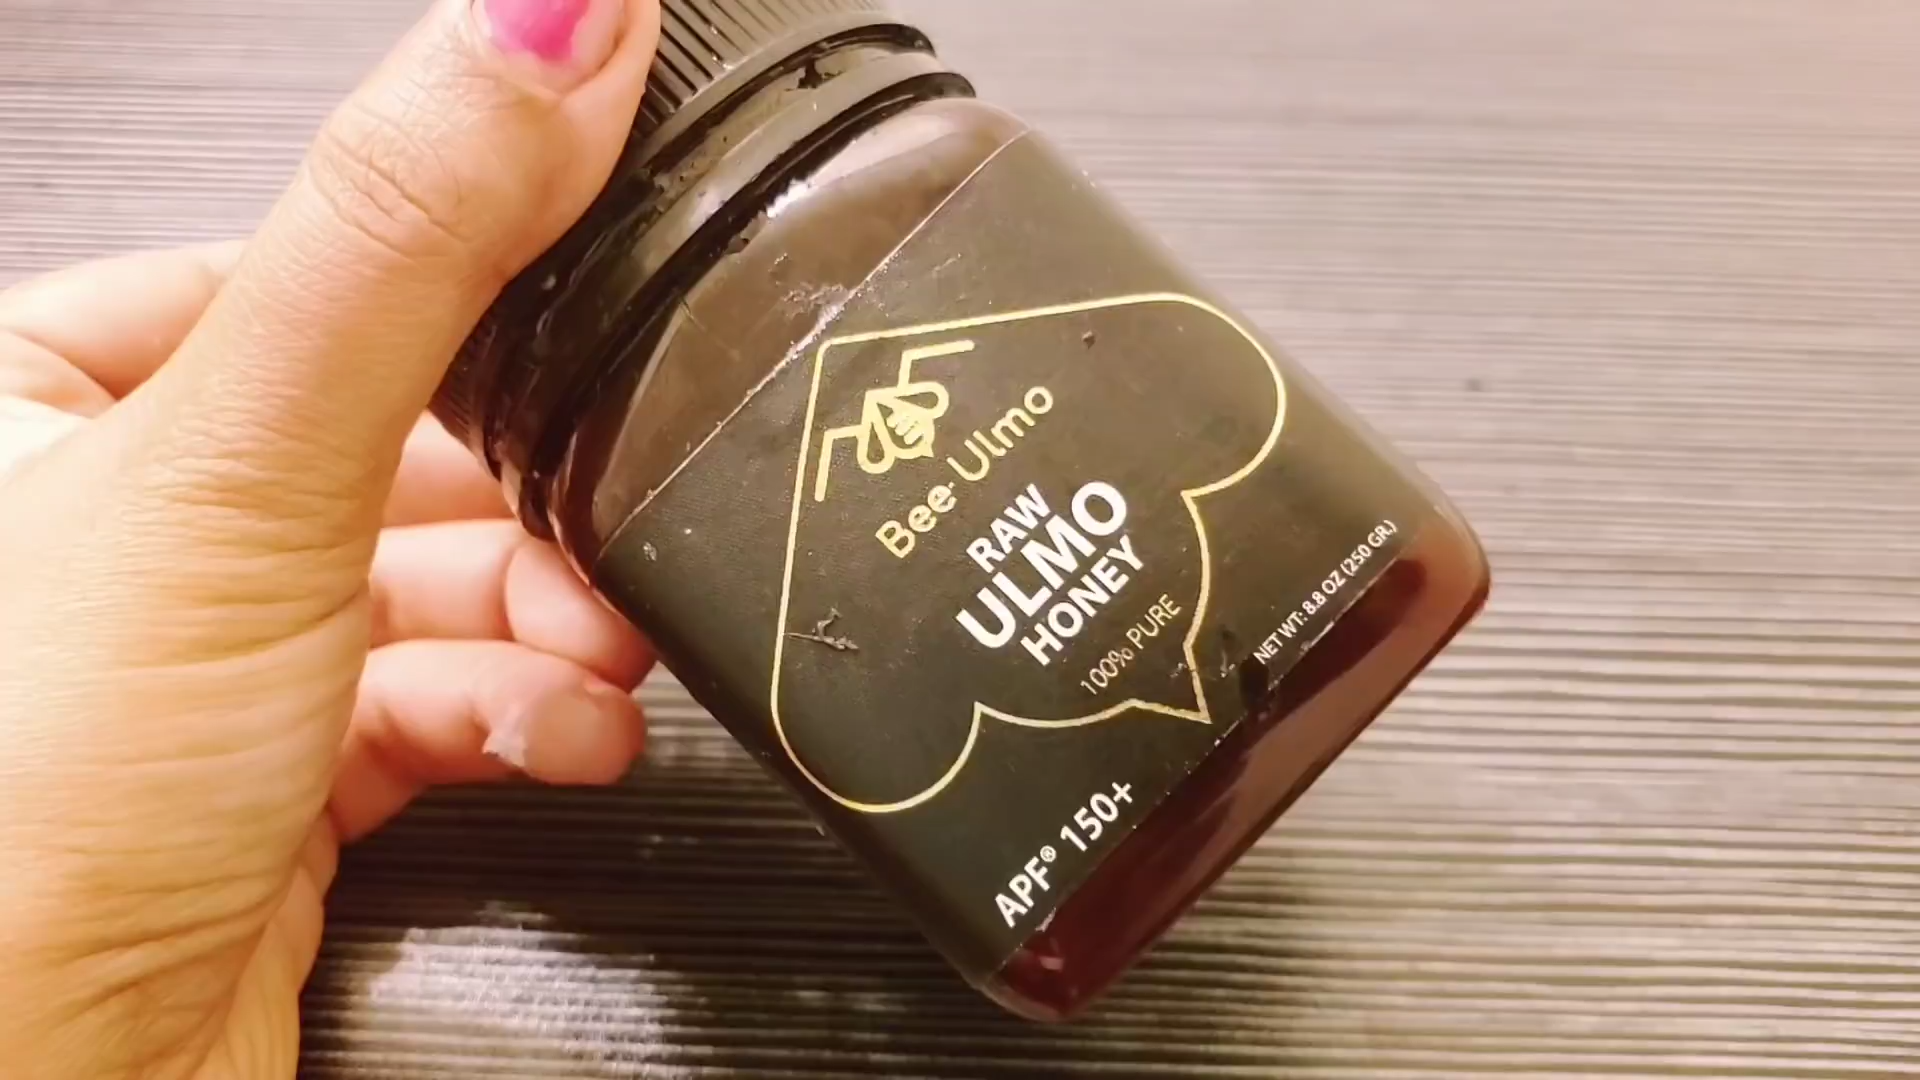 Bee-Ulmo
RAW
ULMO
HONEY
100% PURE
NET WT: 8.8 OZ (250 GR.)
APF® 150+